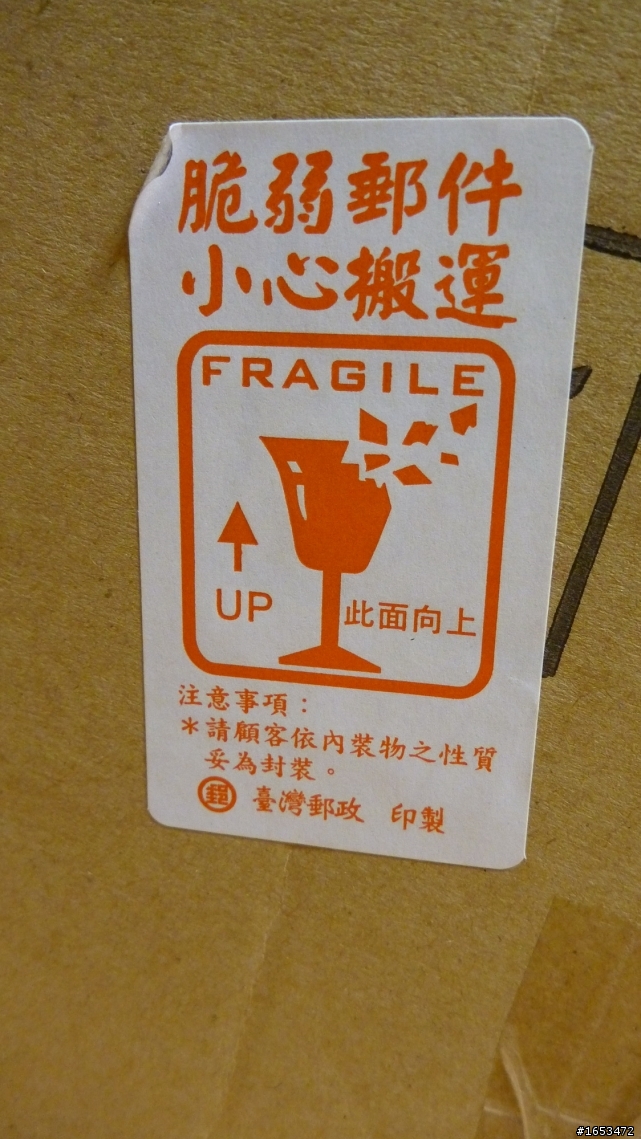 脆弱郵件
小心搬運
FRAGILE
UP
此面向上
注意事項：
＊請顧客依內裝物之性質
妥為封裝。
郵 臺灣郵政 印製
#1653472